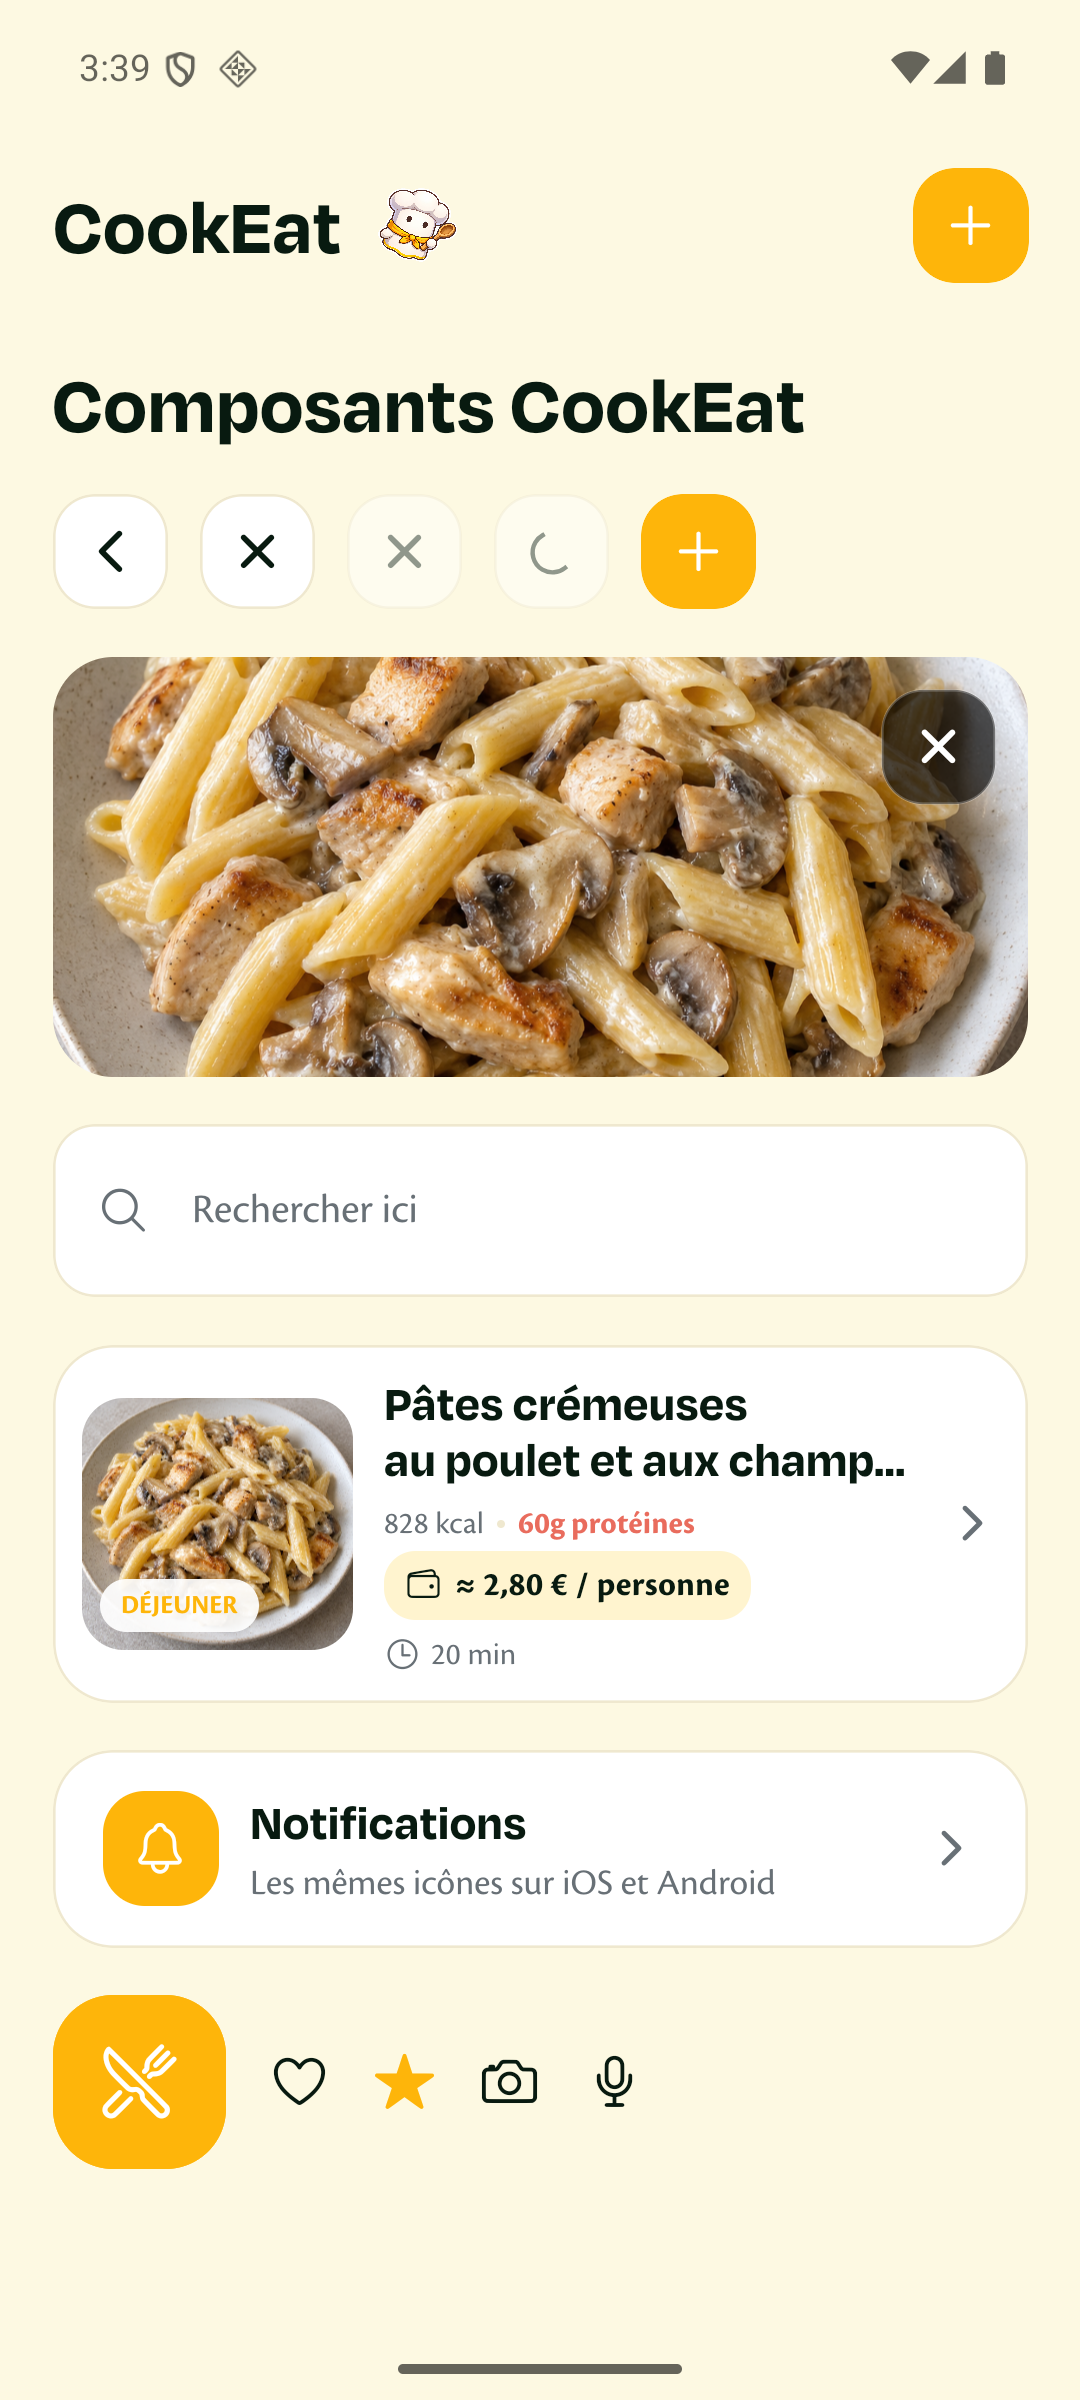 3:39
CookEat
Composants CookEat
Rechercher ici
Pâtes crémeuses
au poulet et aux champ...
828 kcal • 60g protéines
≈ 2,80 € / personne
DÉJEUNER
20 min
Notifications
Les mêmes icônes sur iOS et Android